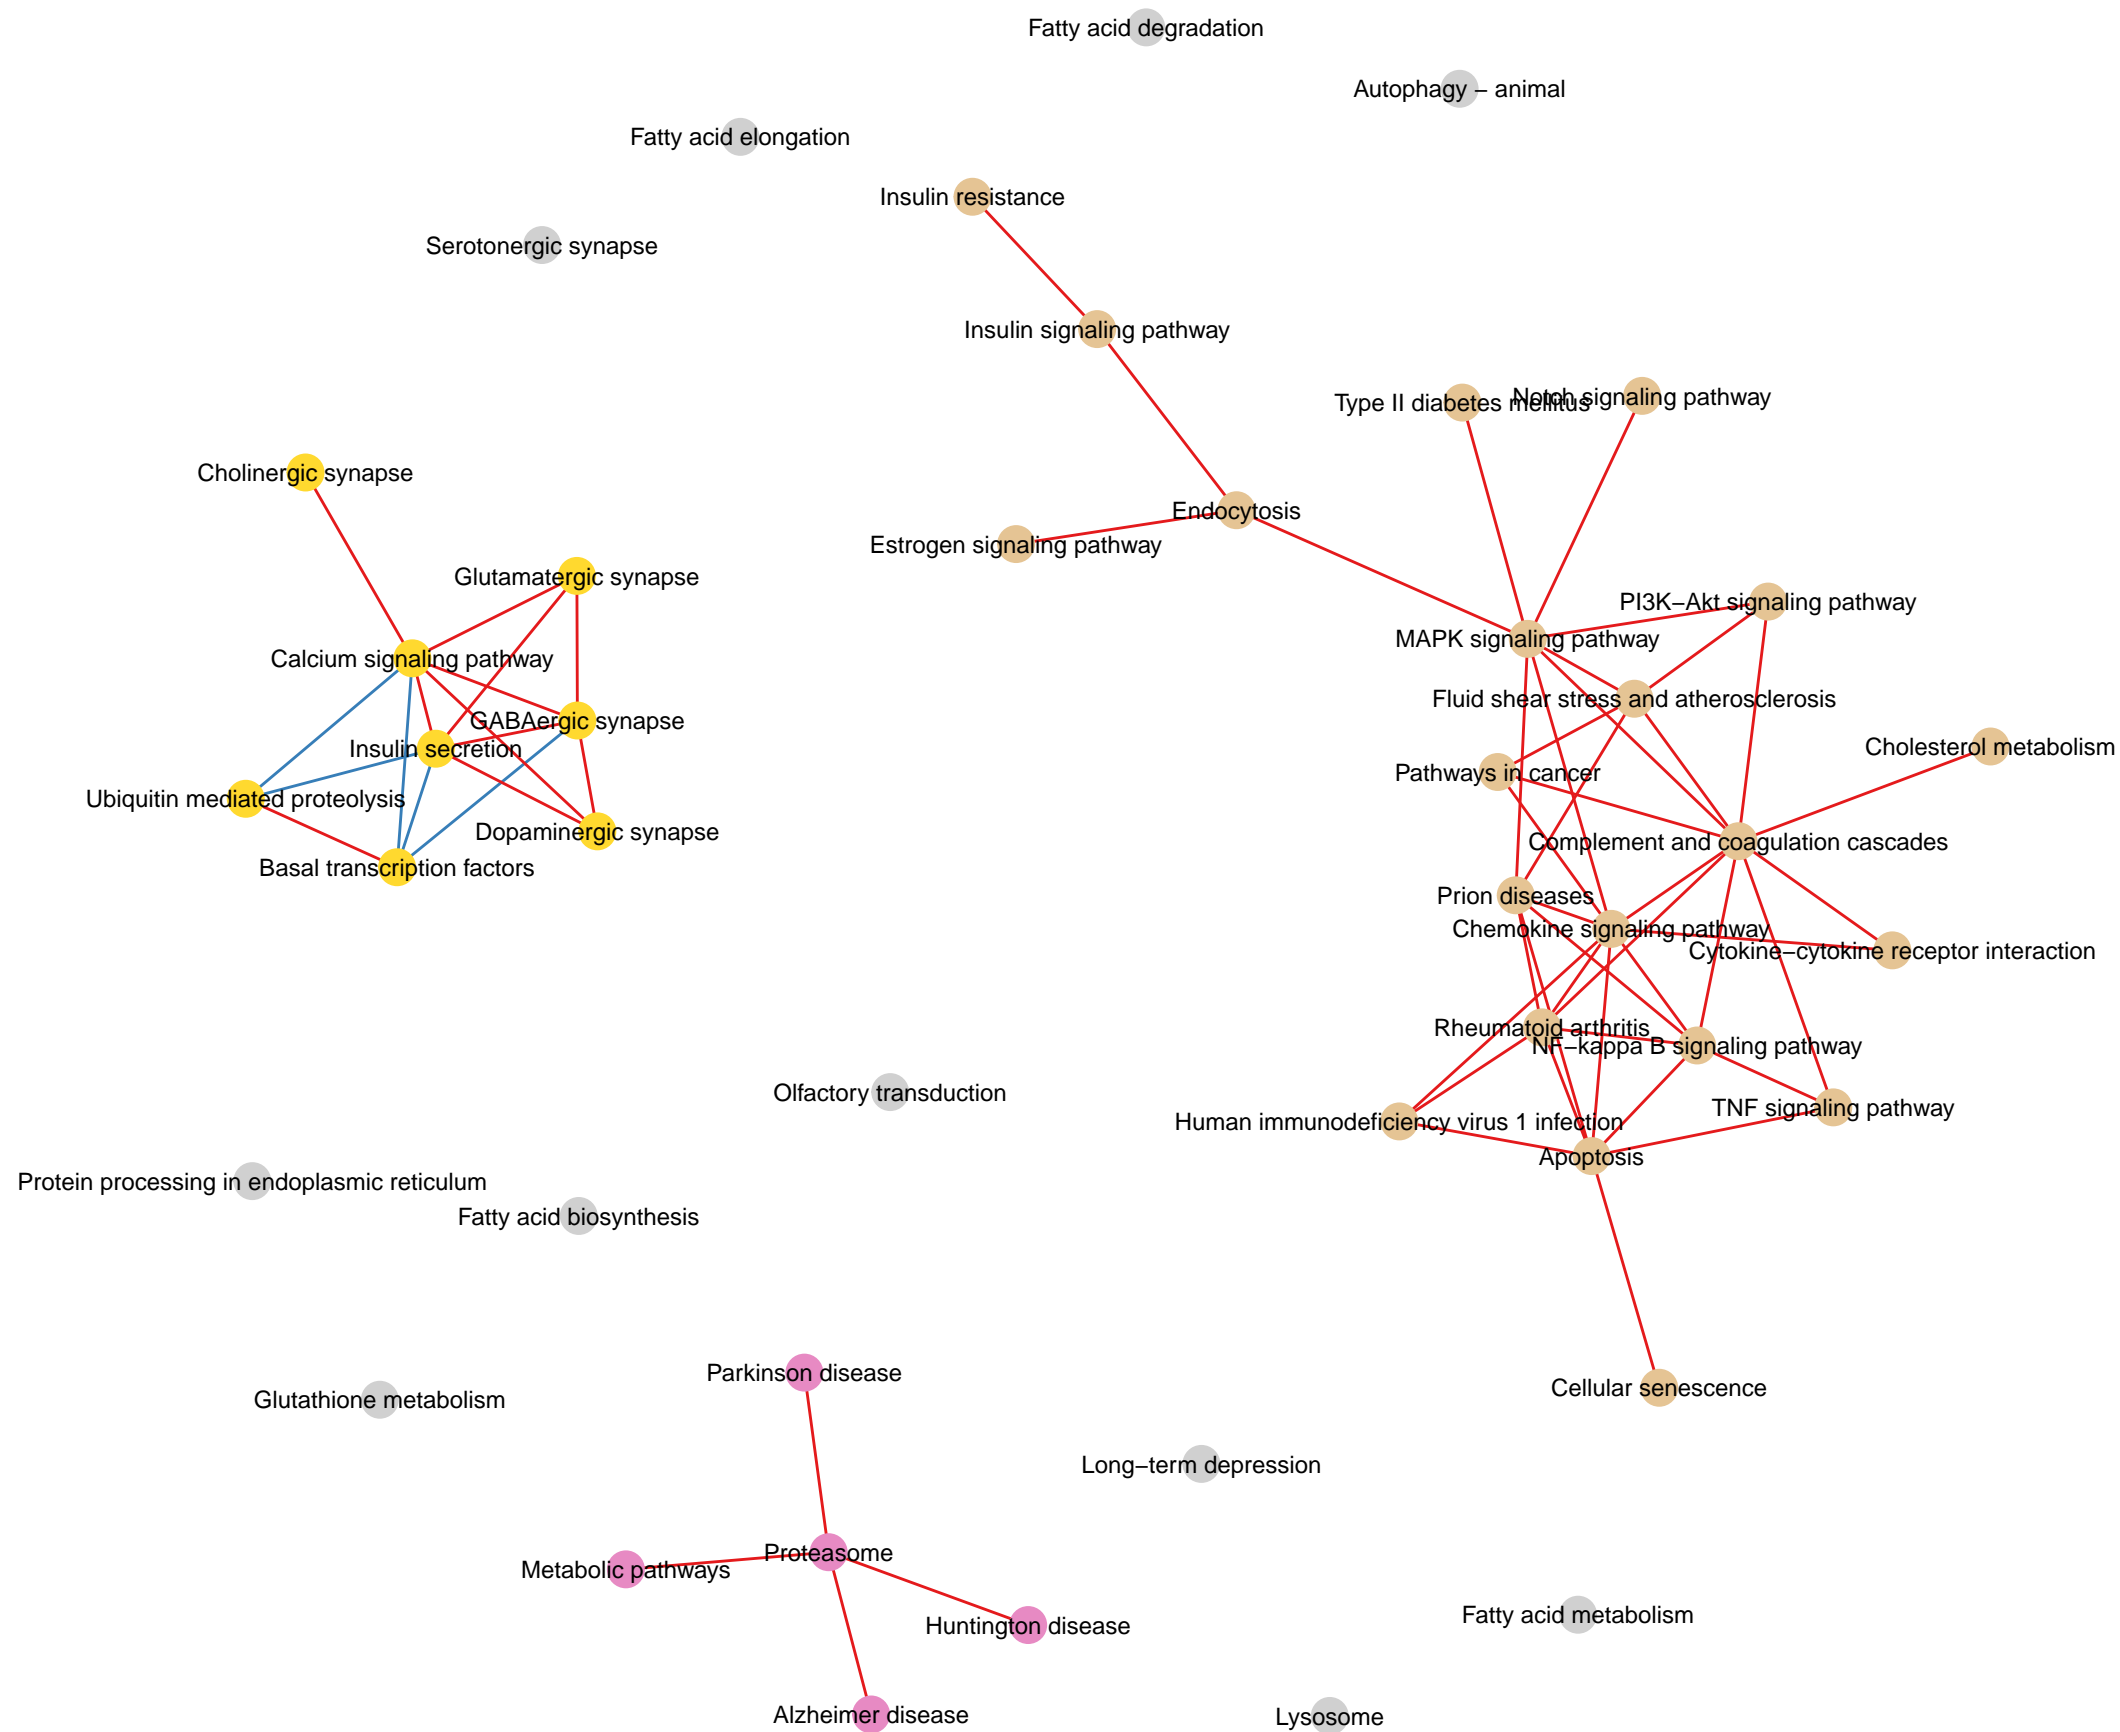 Fatty acid degradation
Autophagy – animal
Fatty acid elongation
Insulin resistance
Serotonergic synapse
Insulin signaling pathway
Type II diabetes mellitus
Notch signaling pathway
Cholinergic synapse
Endocytosis
Estrogen signaling pathway
Glutamatergic synapse
PI3K–Akt signaling pathway
MAPK signaling pathway
Calcium signaling pathway
Fluid shear stress and atherosclerosis
GABAergic synapse
Insulin secretion
Cholesterol metabolism
Pathways in cancer
Ubiquitin mediated proteolysis
Dopaminergic synapse
Complement and coagulation cascades
Basal transcription factors
Prion diseases
Chemokine signaling pathway
Cytokine–cytokine receptor interaction
Rheumatoid arthritis
NF–kappa B signaling pathway
Olfactory transduction
TNF signaling pathway
Human immunodeficiency virus 1 infection
Apoptosis
Protein processing in endoplasmic reticulum
Fatty acid biosynthesis
Parkinson disease
Cellular senescence
Glutathione metabolism
Long–term depression
Proteasome
Metabolic pathways
Fatty acid metabolism
Huntington disease
Alzheimer disease
Lysosome